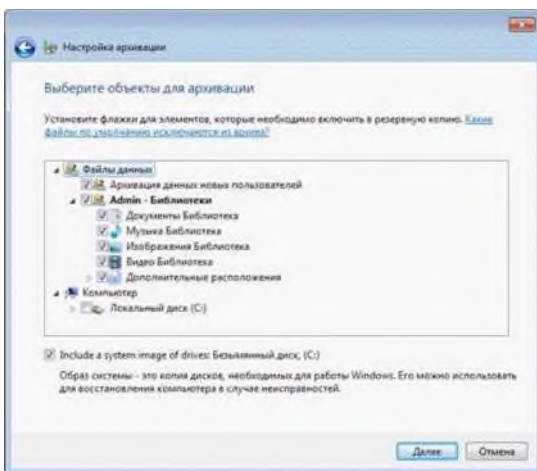 Настройка архивации
Выберите объекты для архивации
Установите флажки для элементов, которые необходимо включить в резервную копию. Какие
файлы по умолчанию исключаются из архива?
Файлы данных
Архивация данных новых пользователей
Admin - Библиотеки
Документы Библиотека
Музыка Библиотека
Изображения Библиотека
Видео Библиотека
Дополнительные расположения
Компьютер
Локальный диск (C:)
Include a system image of drives: Безымянный диск, (C:)
Образ системы - это копия дисков, необходимых для работы Windows. Его можно использовать
для восстановления компьютера в случае неисправностей.
Далее
Отмена